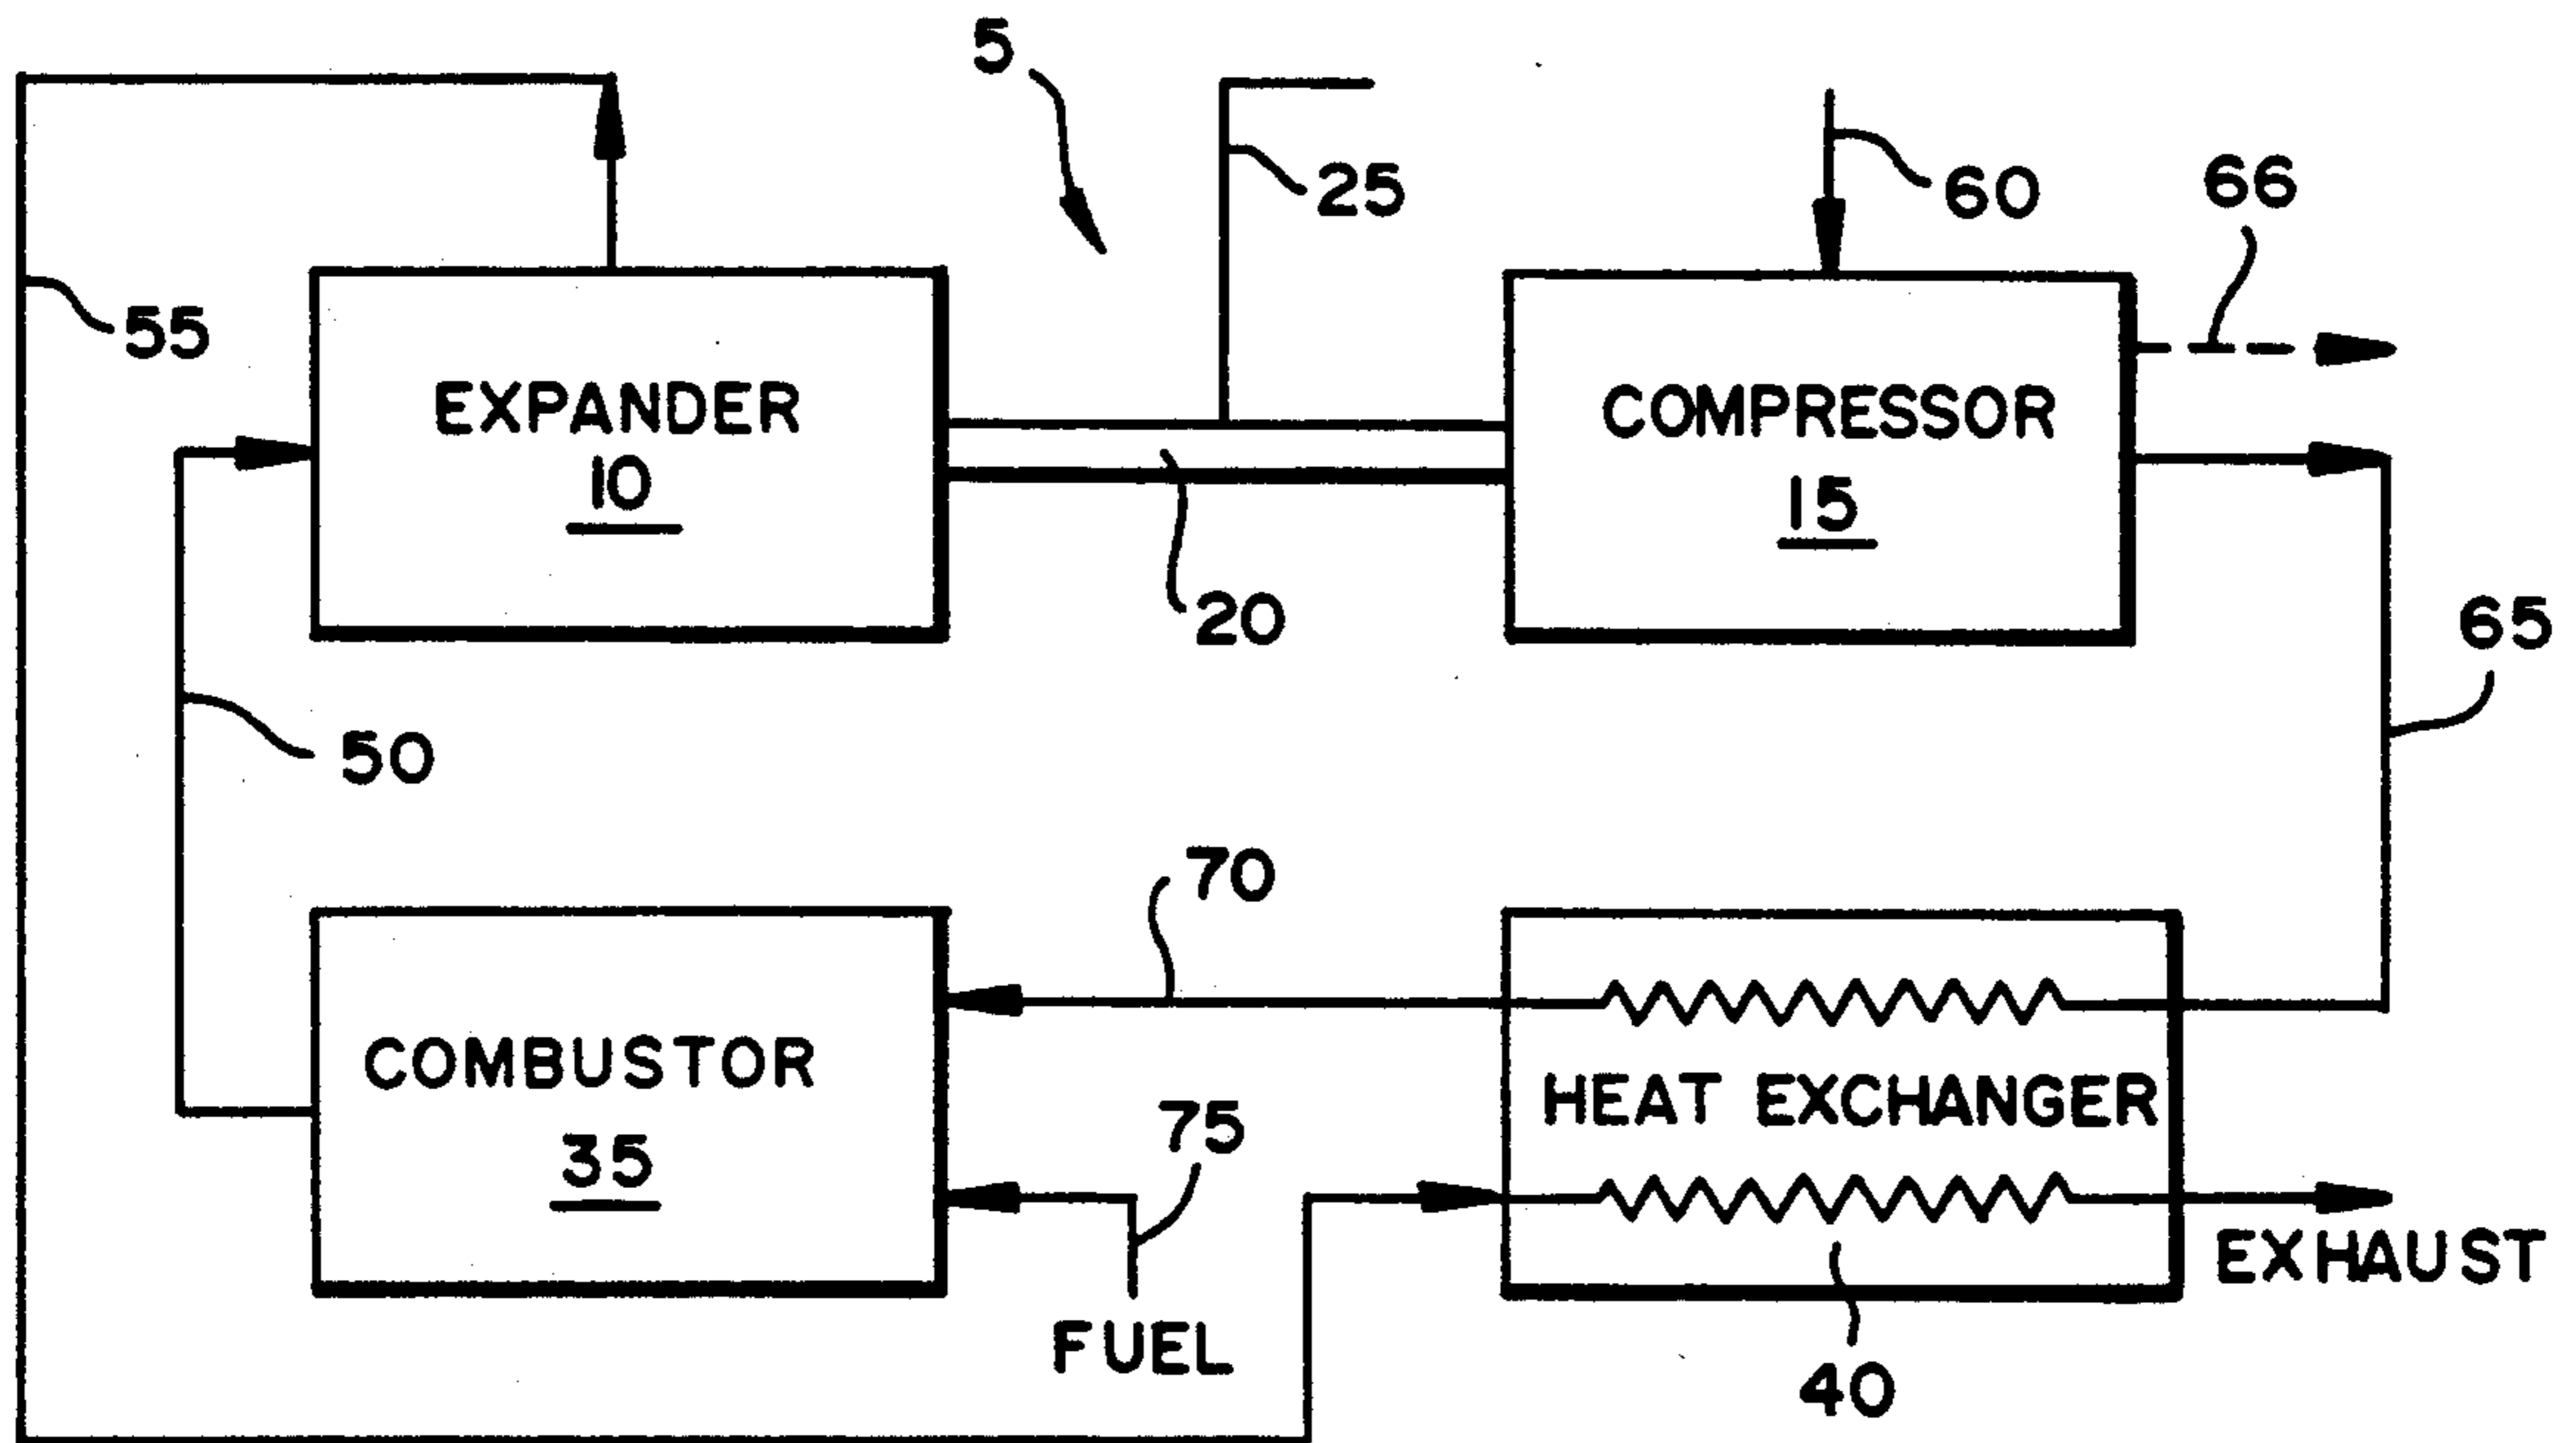 5
25
60
66
55
EXPANDER
10
COMPRESSOR
15
20
65
50
70
COMBUSTOR
35
75
HEAT EXCHANGER
EXHAUST
FUEL
40